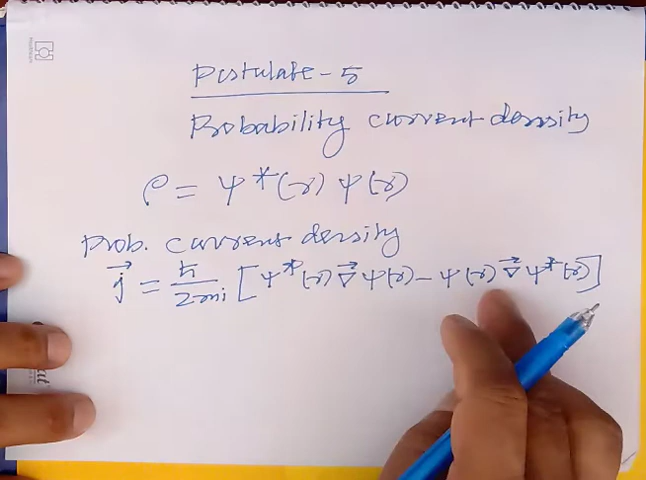 Postulate - 5
Probability current density
ρ = ψ*(r) ψ(r)
Prob. current density
j⃗ = ħ/2mi [ψ*(r) ∇⃗ ψ(r) - ψ(r) ∇⃗ ψ*(r)]